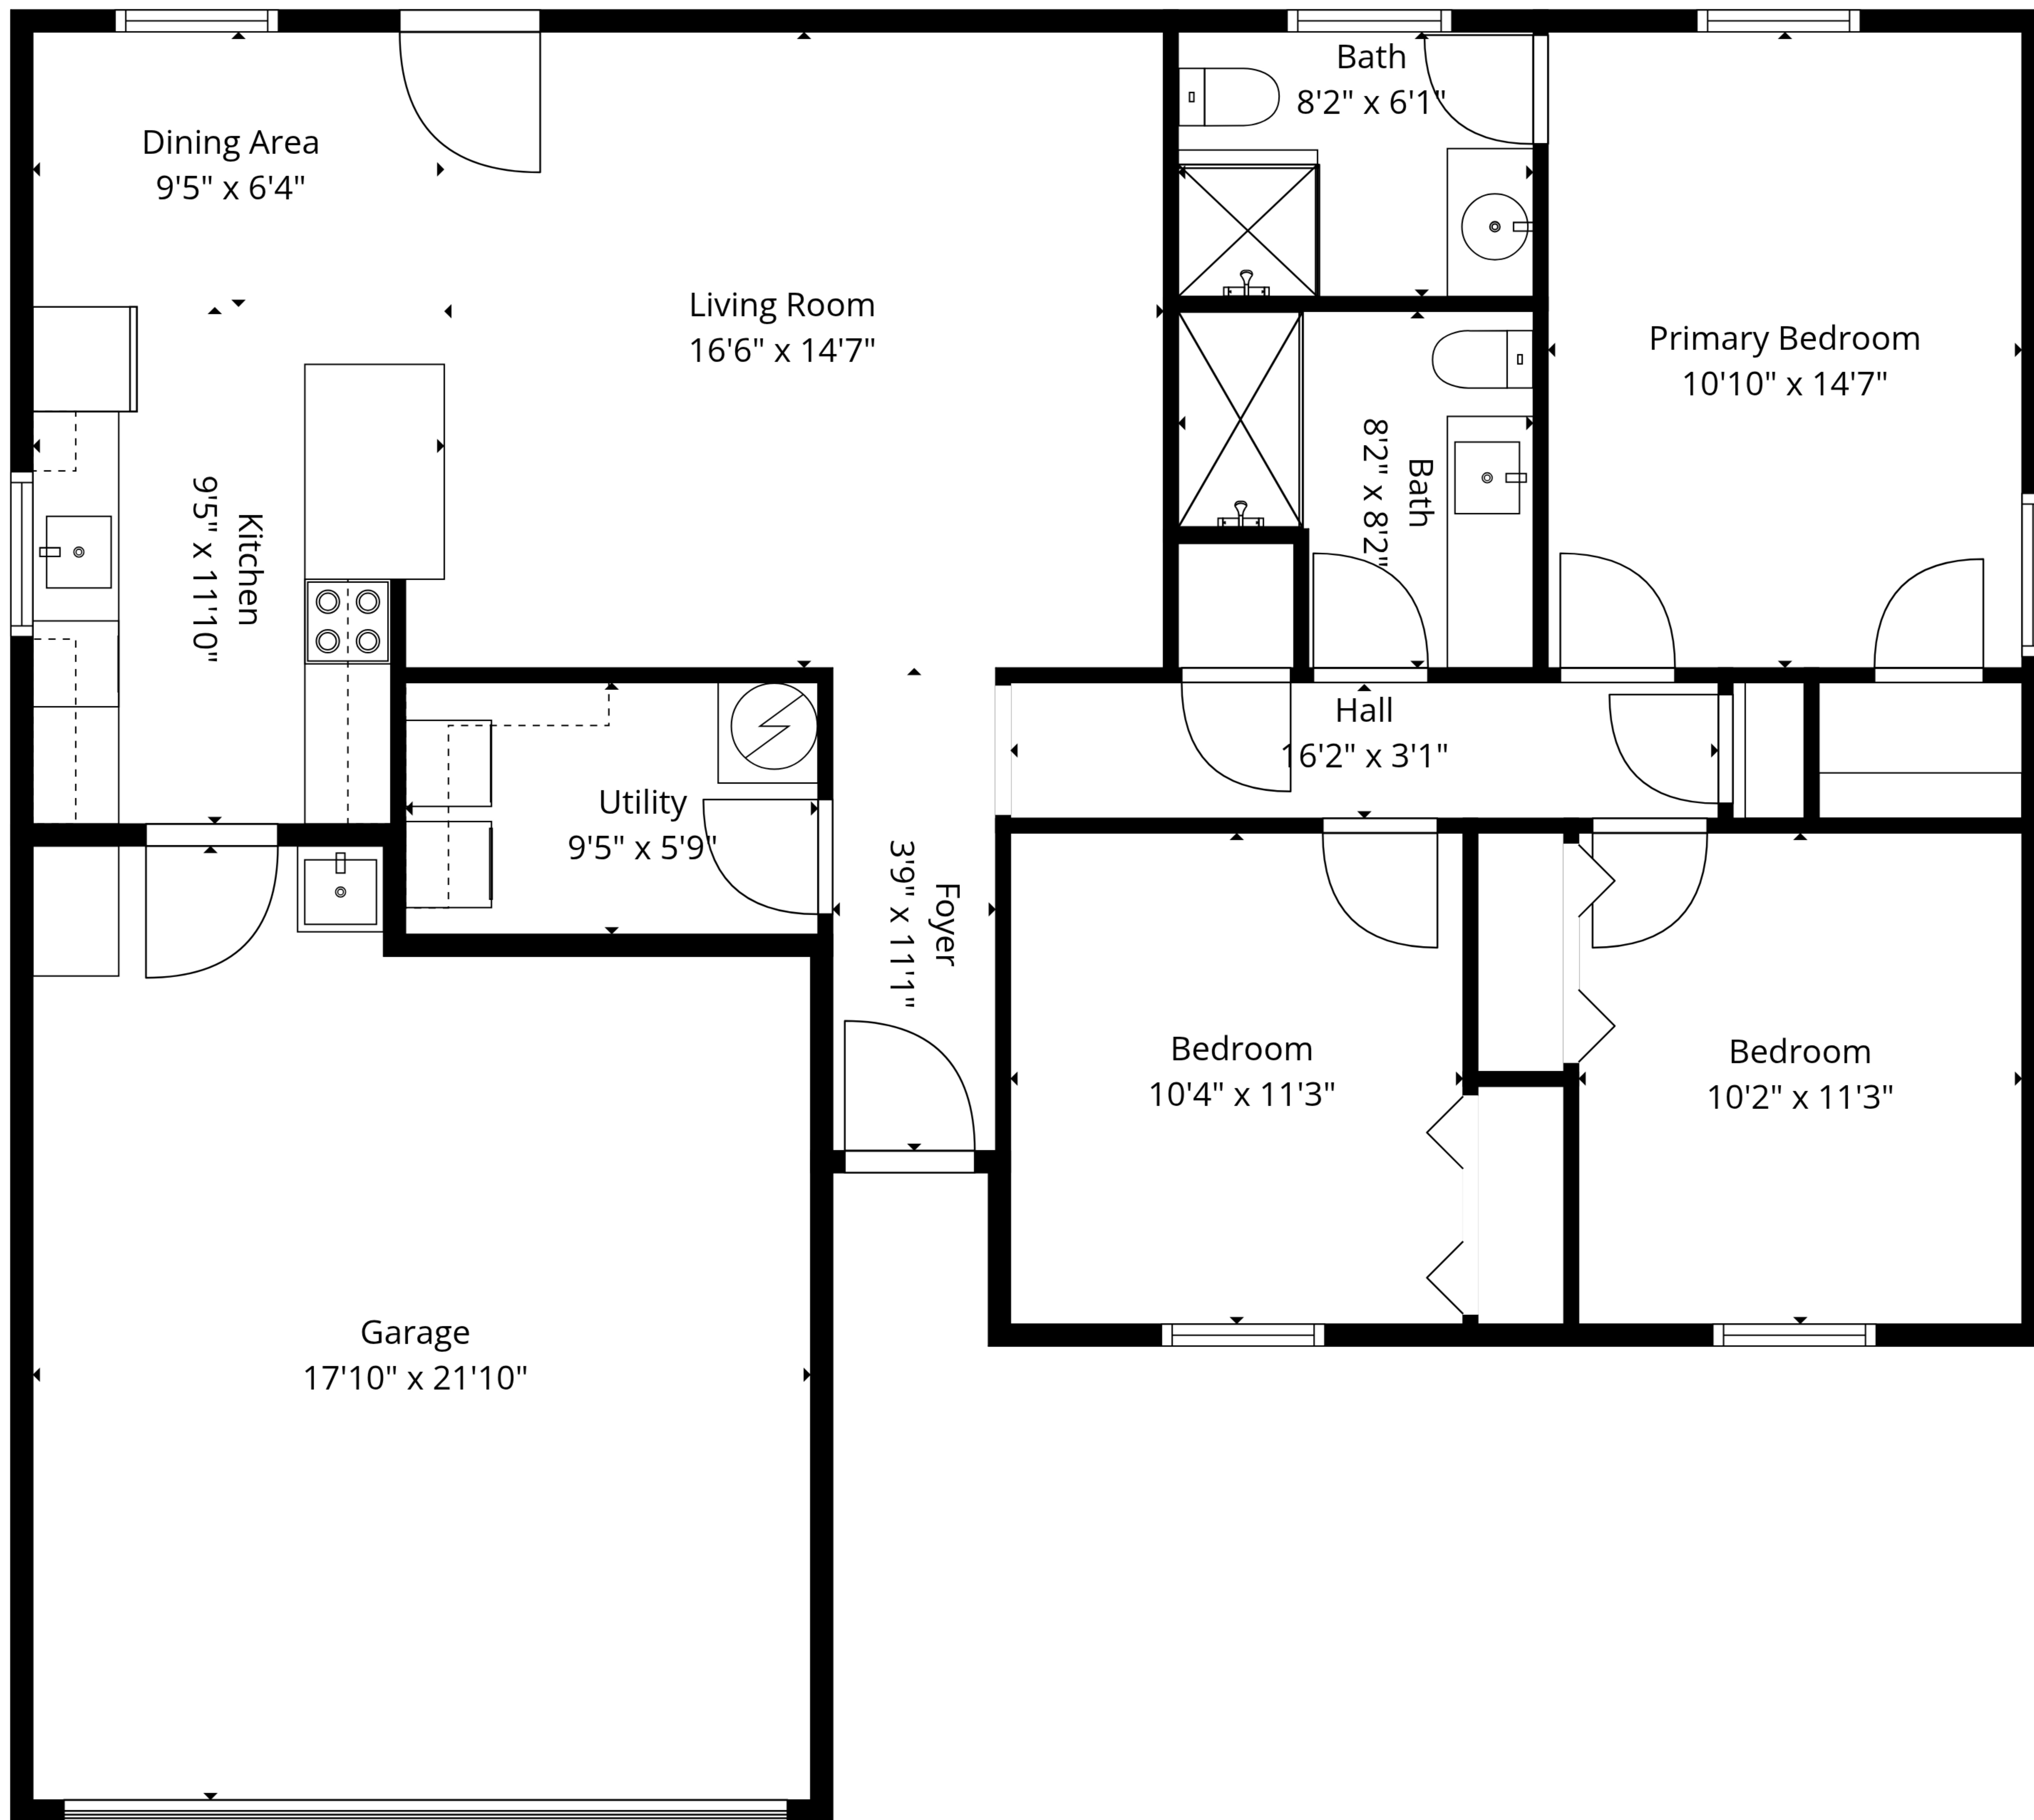 Bath
8'2" x 6'1"
Dining Area
9'5" x 6'4"
Living Room
16'6" x 14'7"
Primary Bedroom
10'10" x 14'7"
Bath
8'2" x 8'2"
Kitchen
9'5" x 11'10"
Hall
16'2" x 3'1"
Utility
9'5" x 5'9"
Foyer
3'9" x 11'1"
Bedroom
10'4" x 11'3"
Bedroom
10'2" x 11'3"
Garage
17'10" x 21'10"